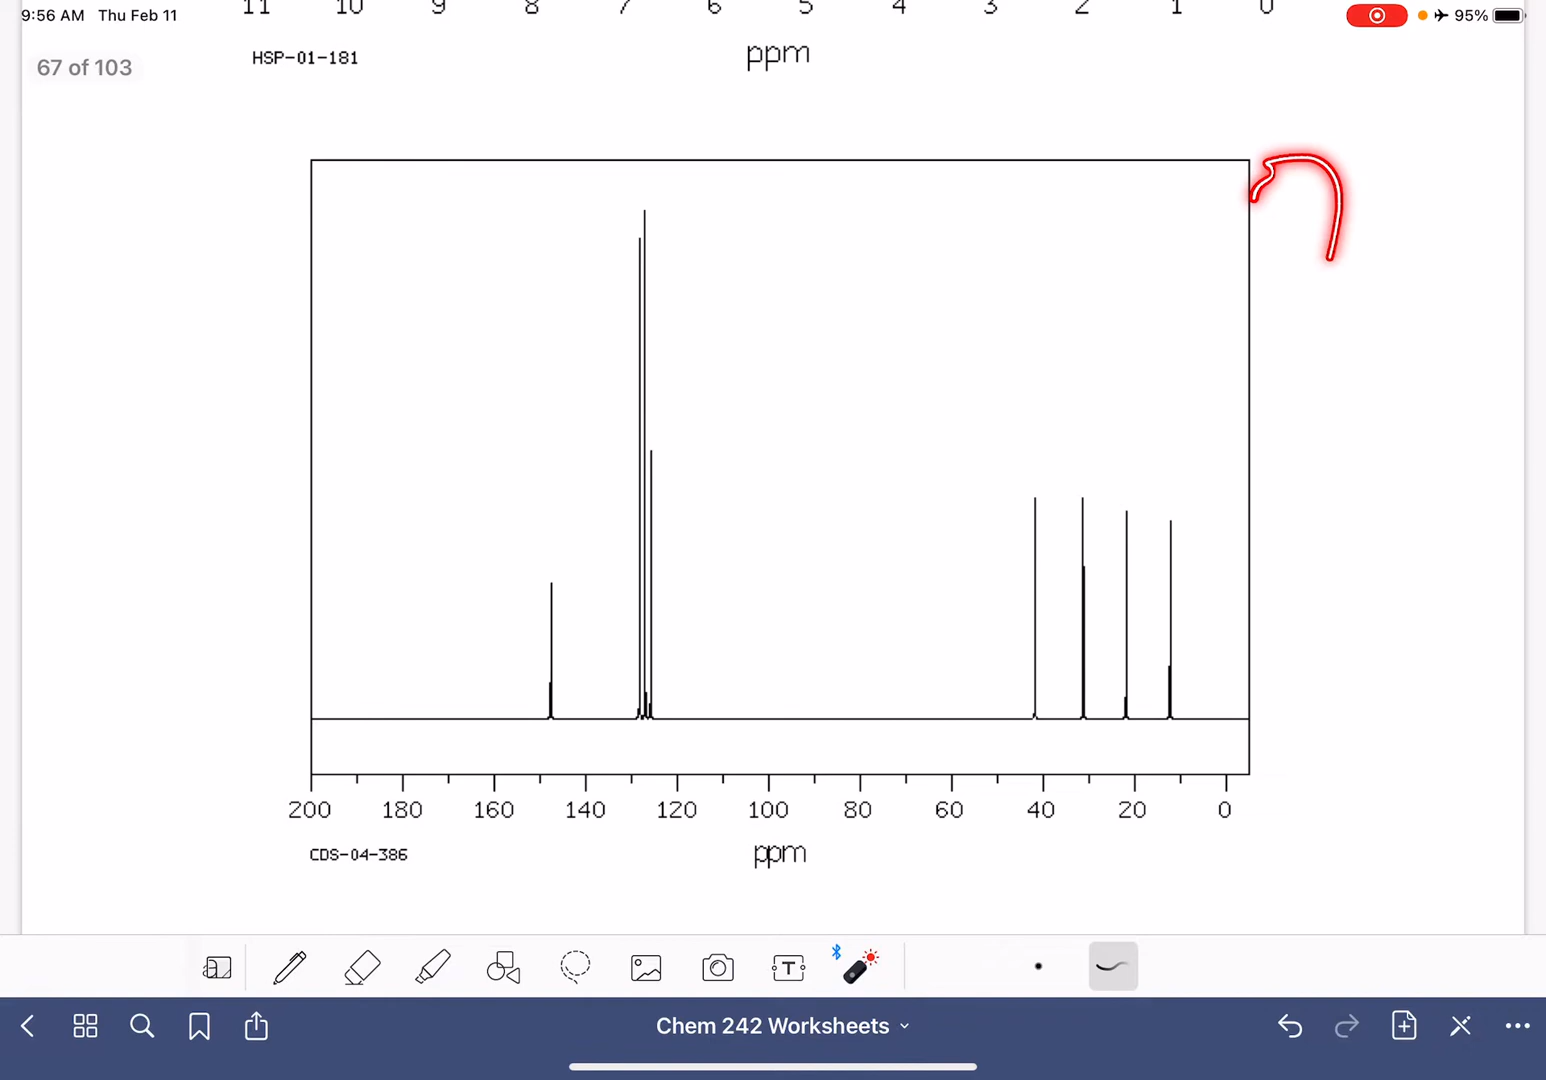 9:56 AM Thu Feb 11
95%
11 10 9 8 7 6 5 4 3 2 1 0
HSP-01-181
ppm
67 of 103
200 180 160 140 120 100 80 60 40 20 0
CDS-04-386
ppm
a
T
Chem 242 Worksheets